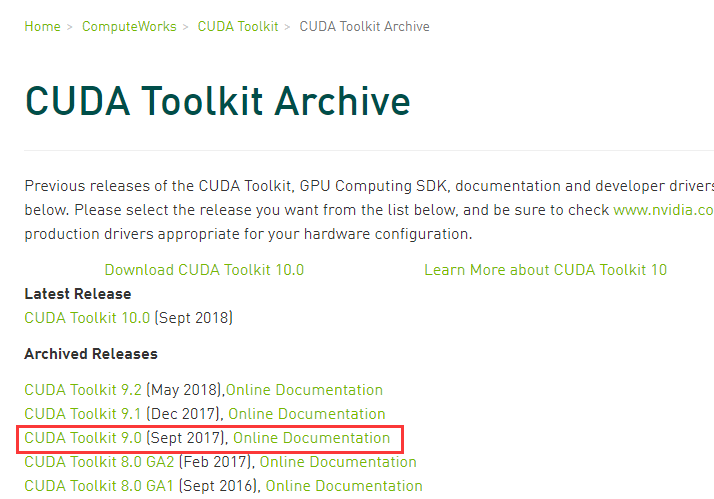 Home > ComputeWorks > CUDA Toolkit > CUDA Toolkit Archive
CUDA Toolkit Archive
Previous releases of the CUDA Toolkit, GPU Computing SDK, documentation and developer drivers
below. Please select the release you want from the list below, and be sure to check www.nvidia.co
production drivers appropriate for your hardware configuration.
Download CUDA Toolkit 10.0 Learn More about CUDA Toolkit 10
Latest Release
CUDA Toolkit 10.0 (Sept 2018)
Archived Releases
CUDA Toolkit 9.2 (May 2018),Online Documentation
CUDA Toolkit 9.1 (Dec 2017), Online Documentation
CUDA Toolkit 9.0 (Sept 2017), Online Documentation
CUDA Toolkit 8.0 GA2 (Feb 2017), Online Documentation
CUDA Toolkit 8.0 GA1 (Sept 2016), Online Documentation